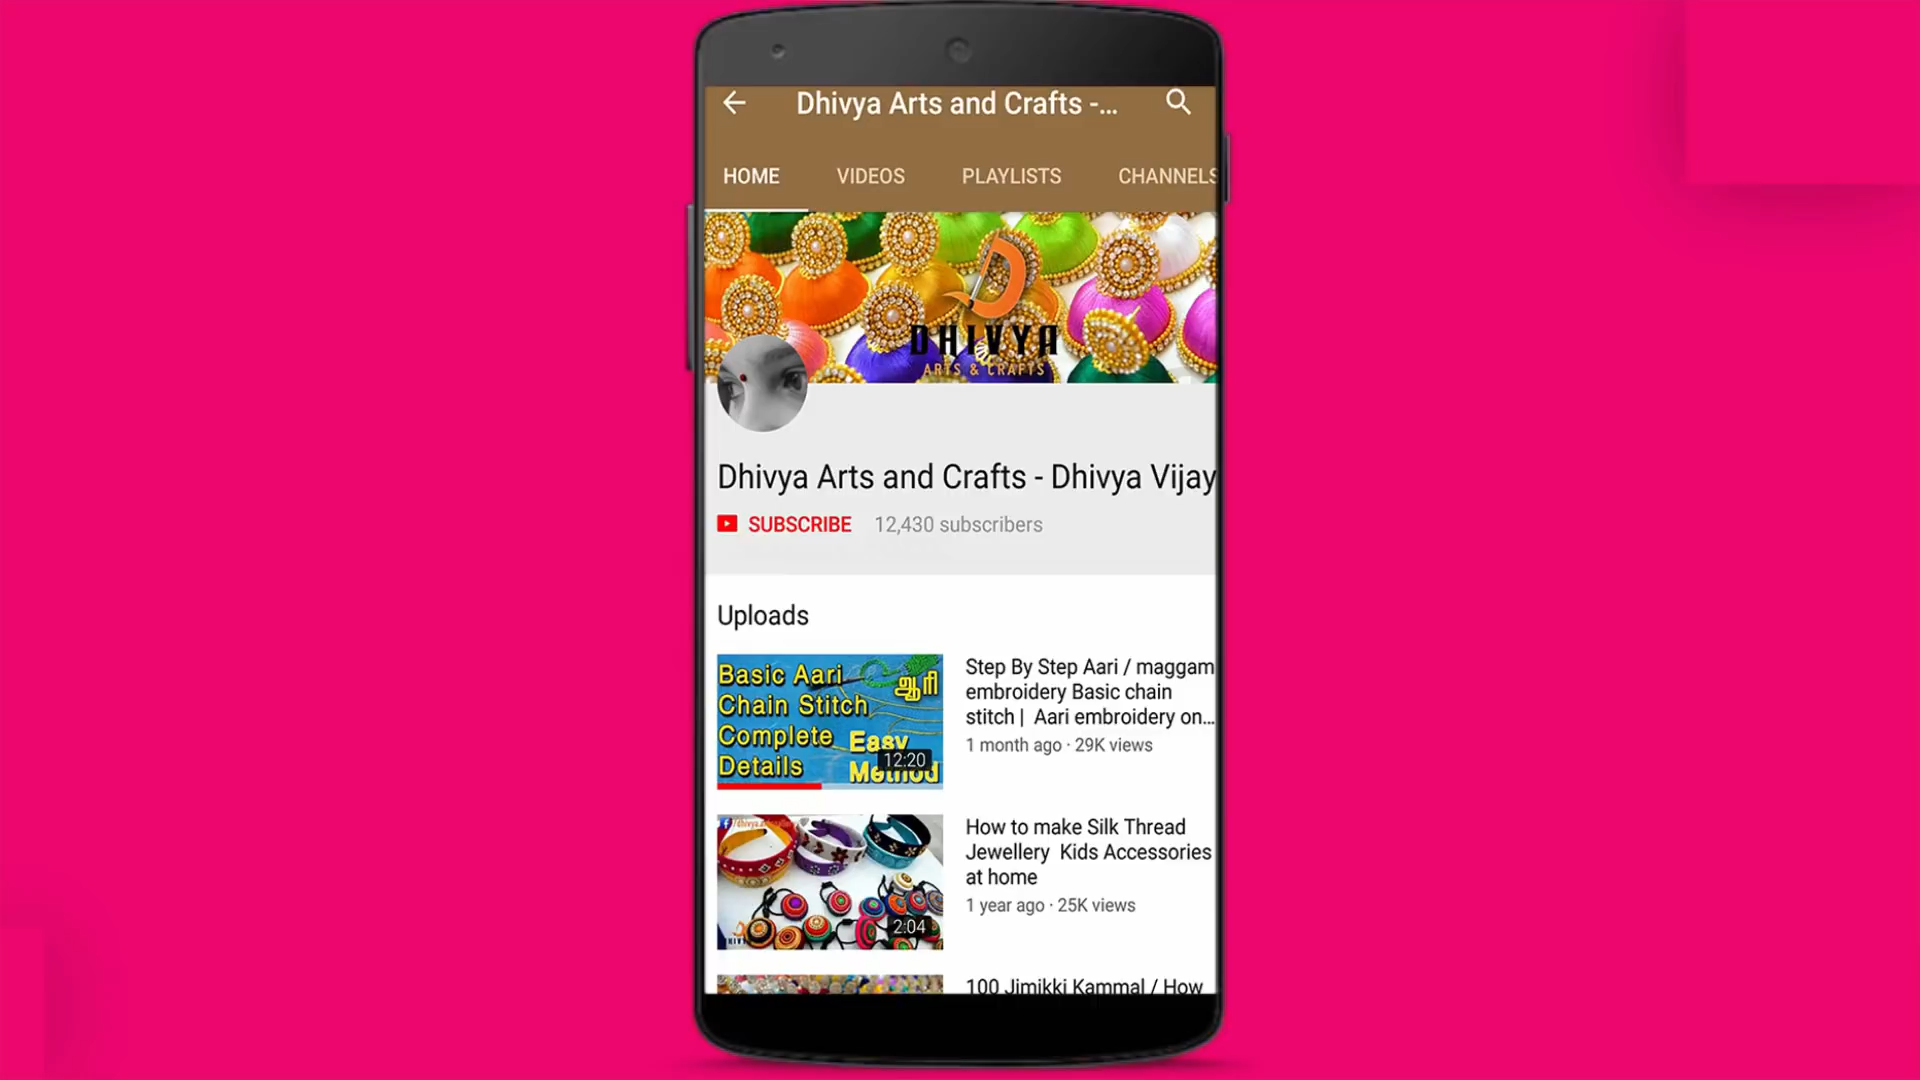 Dhivya Arts and Crafts -...
HOME VIDEOS PLAYLISTS CHANNELS
DHIVYA
ARTS & CRAFTS
Dhivya Arts and Crafts - Dhivya Vijay
SUBSCRIBE 12,430 subscribers
Uploads
Basic Aari
Chain Stitch
Complete
Details
ஆரி
Easy
Method
12:20
Step By Step Aari / maggam
embroidery Basic chain
stitch | Aari embroidery on...
1 month ago · 29K views
2:04
How to make Silk Thread
Jewellery Kids Accessories
at home
1 year ago · 25K views
100 Jimikki Kammal / How